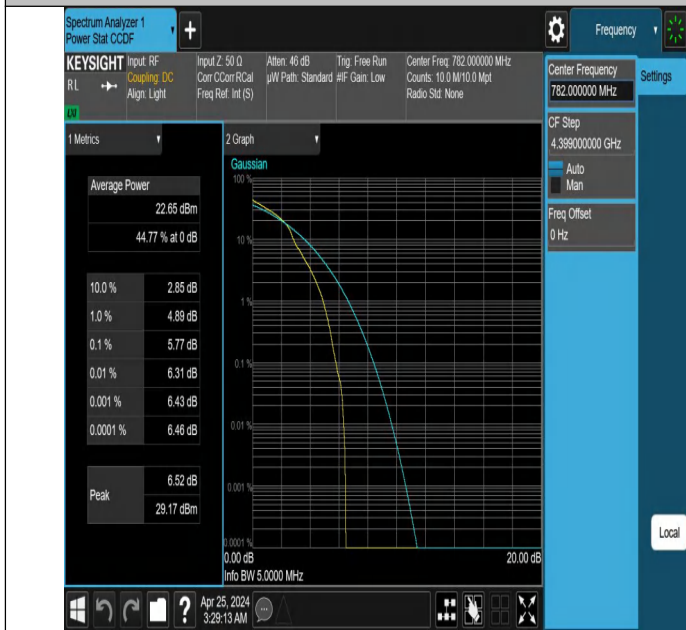 Spectrum Analyzer 1
Power Stat CCDF
Frequency
KEYSIGHT
RL
Input: RF
Coupling: DC
Align: Light
Input Z: 50 Ω
Corr CCorr RCal
Freq Ref: Int (S)
Atten: 46 dB
µW Path: Standard
Trig: Free Run
#IF Gain: Low
Center Freq: 782.000000 MHz
Counts: 10.0 M/10.0 Mpt
Radio Std: None
1 Metrics
Average Power
22.65 dBm
44.77 % at 0 dB
10.0 % 2.85 dB
1.0 % 4.89 dB
0.1 % 5.77 dB
0.01 % 6.31 dB
0.001 % 6.43 dB
0.0001 % 6.46 dB
Peak
6.52 dB
29.17 dBm
2 Graph
Gaussian
100 %
10 %
1 %
0.1 %
0.01 %
0.001 %
0.0001 %
0.00 dB
20.00 dB
Info BW 5.0000 MHz
Center Frequency
782.000000 MHz
Settings
CF Step
4.399000000 GHz
Auto
Man
Freq Offset
0 Hz
Local
?
Apr 25, 2024
3:29:13 AM